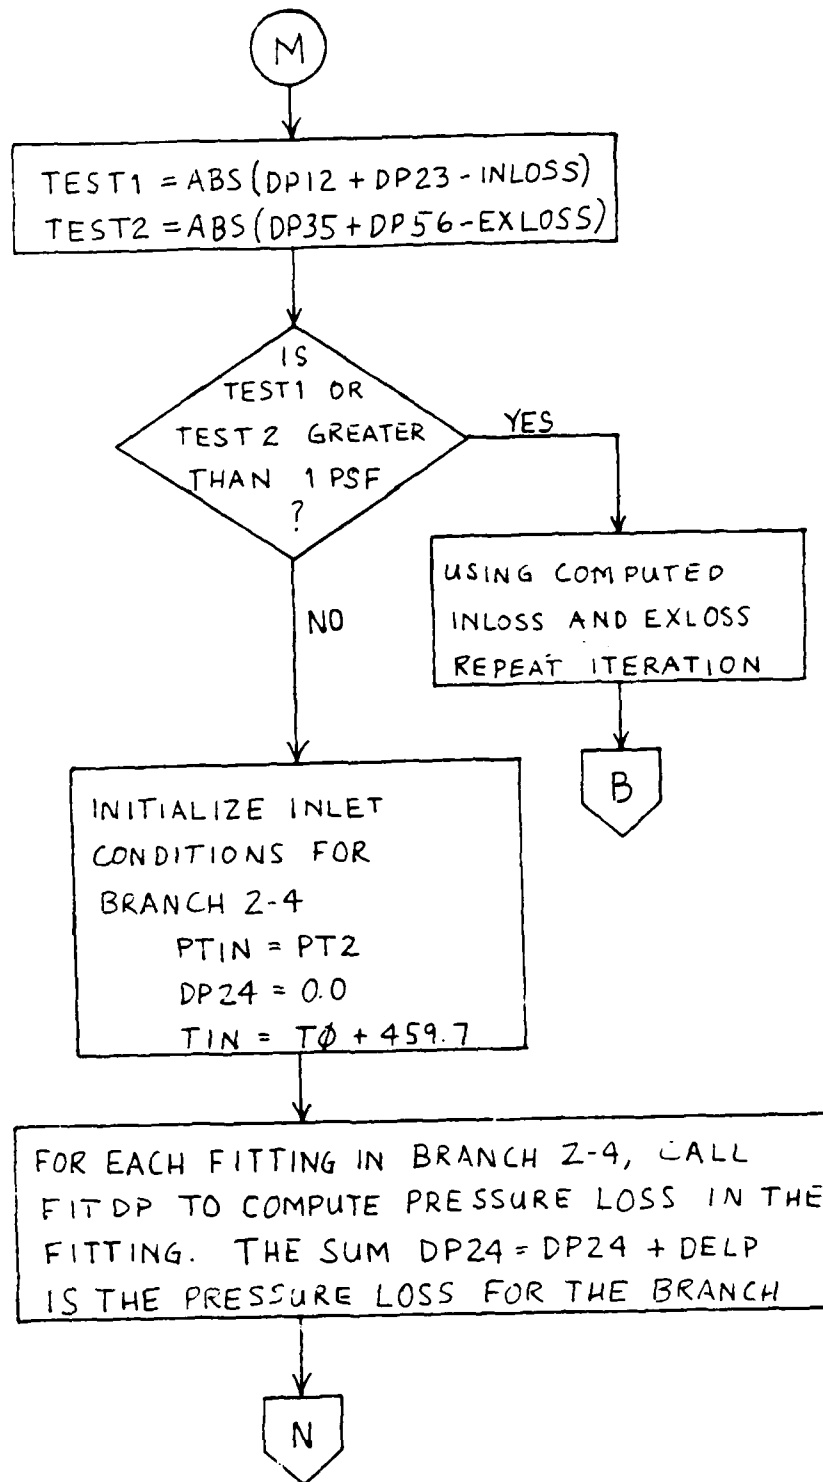 M
TEST1 = ABS(DP12 + DP23 - INLOSS)
TEST2 = ABS(DP35 + DP56 - EXLOSS)
IS
TEST1 OR
TEST2 GREATER
THAN 1 PSF
?
YES
NO
USING COMPUTED
INLOSS AND EXLOSS
REPEAT ITERATION
B
INITIALIZE INLET
CONDITIONS FOR
BRANCH 2-4
PTIN = PT2
DP24 = 0.0
TIN = TØ + 459.7
FOR EACH FITTING IN BRANCH 2-4, CALL
FITDP TO COMPUTE PRESSURE LOSS IN THE
FITTING. THE SUM DP24 = DP24 + DELP
IS THE PRESSURE LOSS FOR THE BRANCH
N